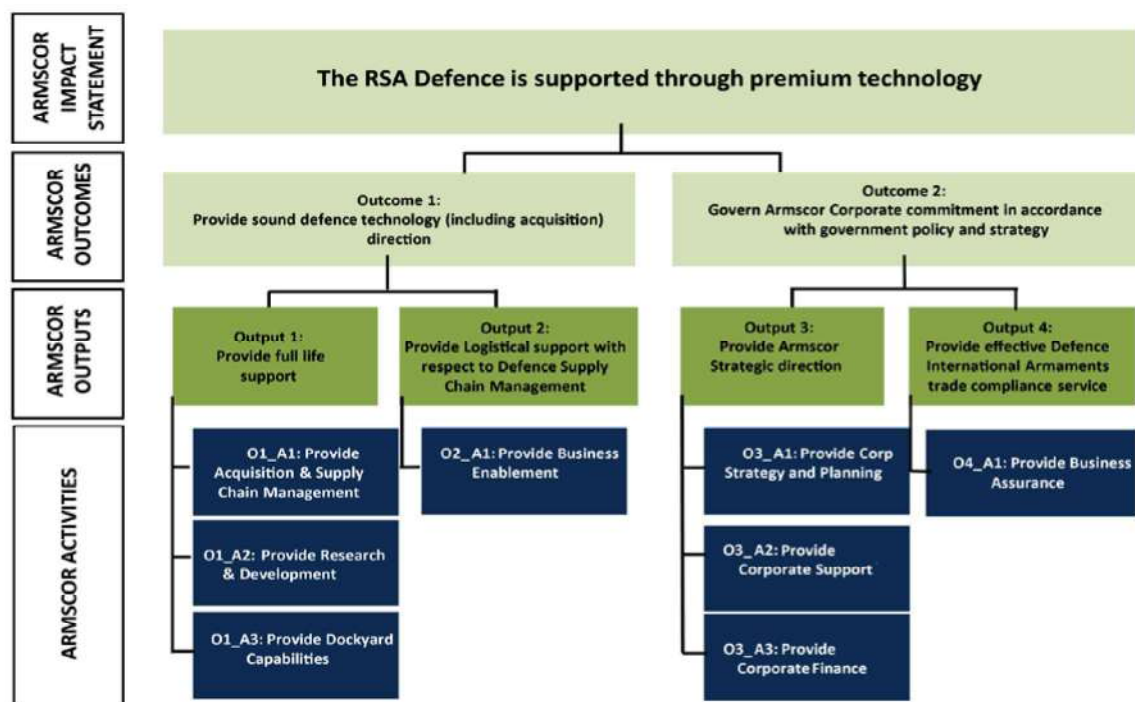 ARMSCOR
IMPACT
STATEMENT
The RSA Defence is supported through premium technology
ARMSCOR
OUTCOMES
Outcome 1:
Provide sound defence technology (including acquisition)
direction
Outcome 2:
Govern Armscor Corporate commitment in accordance
with government policy and strategy
ARMSCOR
OUTPUTS
Output 1:
Provide full life
support
Output 2:
Provide Logistical support with
respect to Defence Supply
Chain Management
Output 3:
Provide Armscor
Strategic direction
Output 4:
Provide effective Defence
International Armaments
trade compliance service
ARMSCOR ACTIVITIES
O1_A1: Provide
Acquisition & Supply
Chain Management
O1_A2: Provide Research
& Development
O1_A3: Provide Dockyard
Capabilities
O2_A1: Provide Business
Enablement
O3_A1: Provide Corp
Strategy and Planning
O3_A2: Provide
Corporate Support
O3_A3: Provide
Corporate Finance
O4_A1: Provide Business
Assurance